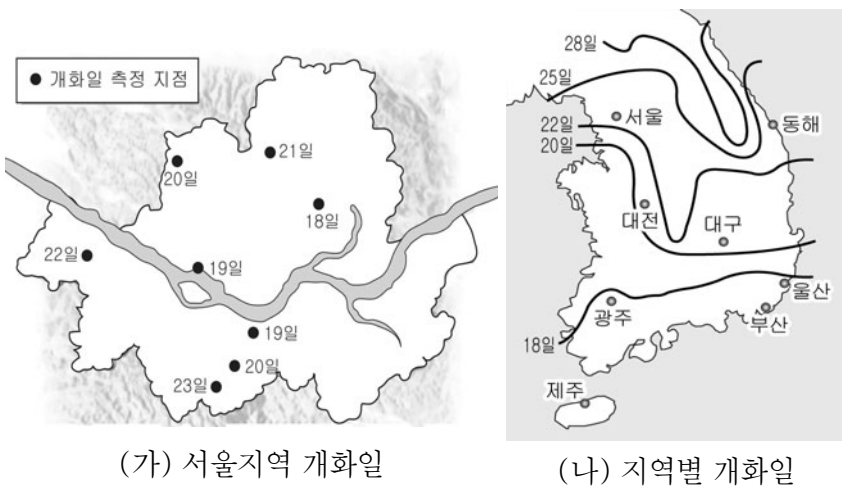 ● 개화일 측정 지점
21일
20일
18일
22일
19일
19일
20일
23일
(가) 서울지역 개화일
28일
25일
서울
22일
동해
20일
대전
대구
울산
광주
부산
18일
제주
(나) 지역별 개화일